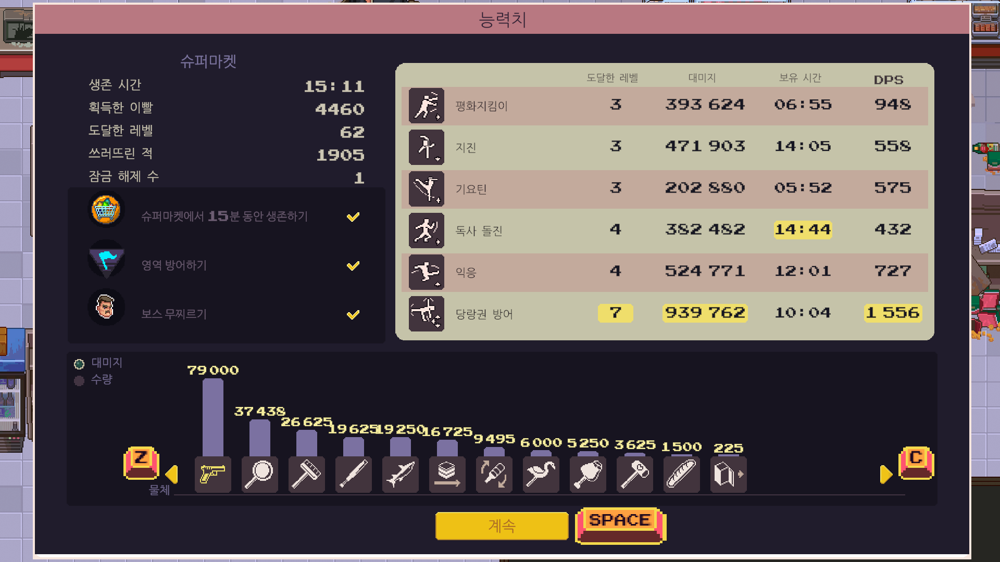 능력치
슈퍼마켓
생존 시간 15:11
획득한 이빨 4460
도달한 레벨 62
쓰러뜨린 적 1905
잠금 해제 수 1
슈퍼마켓에서 15분 동안 생존하기
영역 방어하기
보스 무찌르기
도달한 레벨 대미지 보유 시간 DPS
평화지킴이 3 393 624 06:55 948
지진 3 471 903 14:05 558
기요틴 3 202 880 05:52 575
독사 돌진 4 382 482 14:44 432
익응 4 524 771 12:01 727
당랑권 방어 7 939 762 10:04 1 556
대미지
수량
79 000 37 438 26 625 19 625 19 250 16 725 9 495 6 000 5 250 3 625 1 500 225
Z C
물체
계속 SPACE